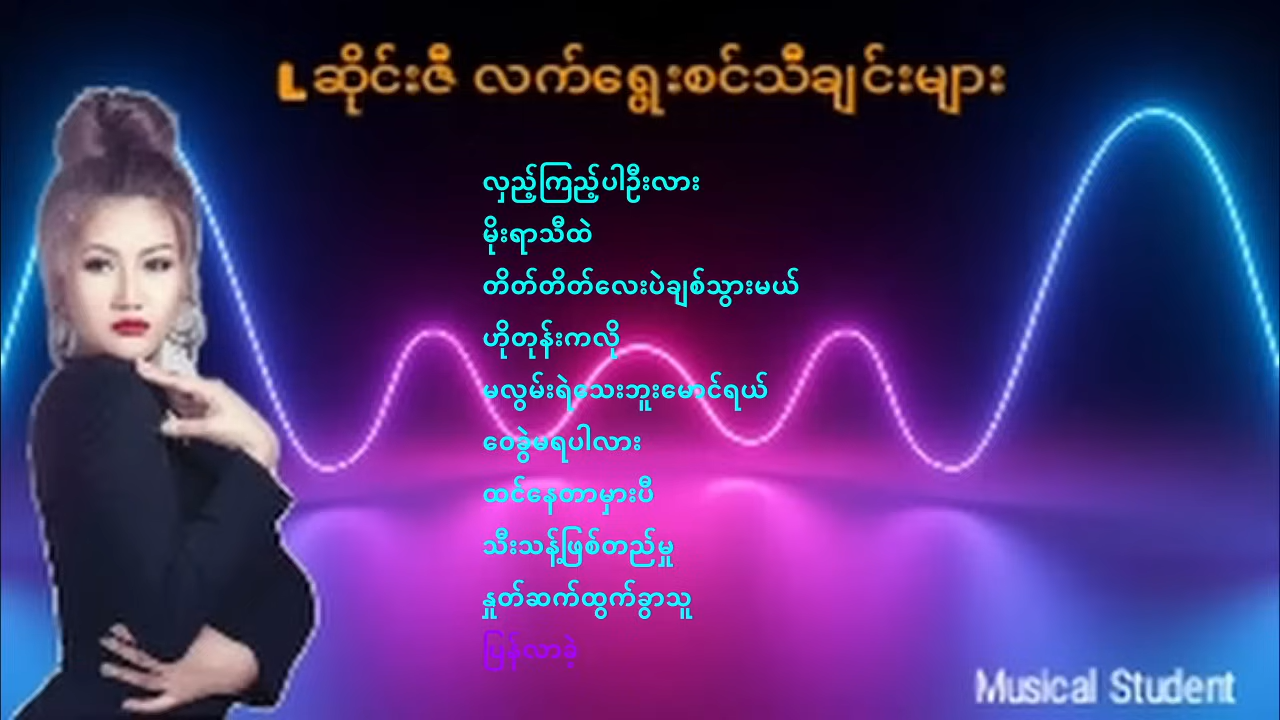 L ဆိုင်းဇီ လက်ရွေးစင်သီချင်းများ
လှည့်ကြည့်ပါဦးလား
မိုးရာသီထဲ
တိတ်တိတ်လေးပဲချစ်သွားမယ်
ဟိုတုန်းကလို
မလွမ်းရဲသေးဘူးမောင်ရယ်
ဝေခွဲမရပါလား
ထင်နေတာမှားပီ
သီးသန့်ဖြစ်တည်မှု
နှုတ်ဆက်ထွက်ခွာသူ
ပြန်လာခဲ့
Musical Student